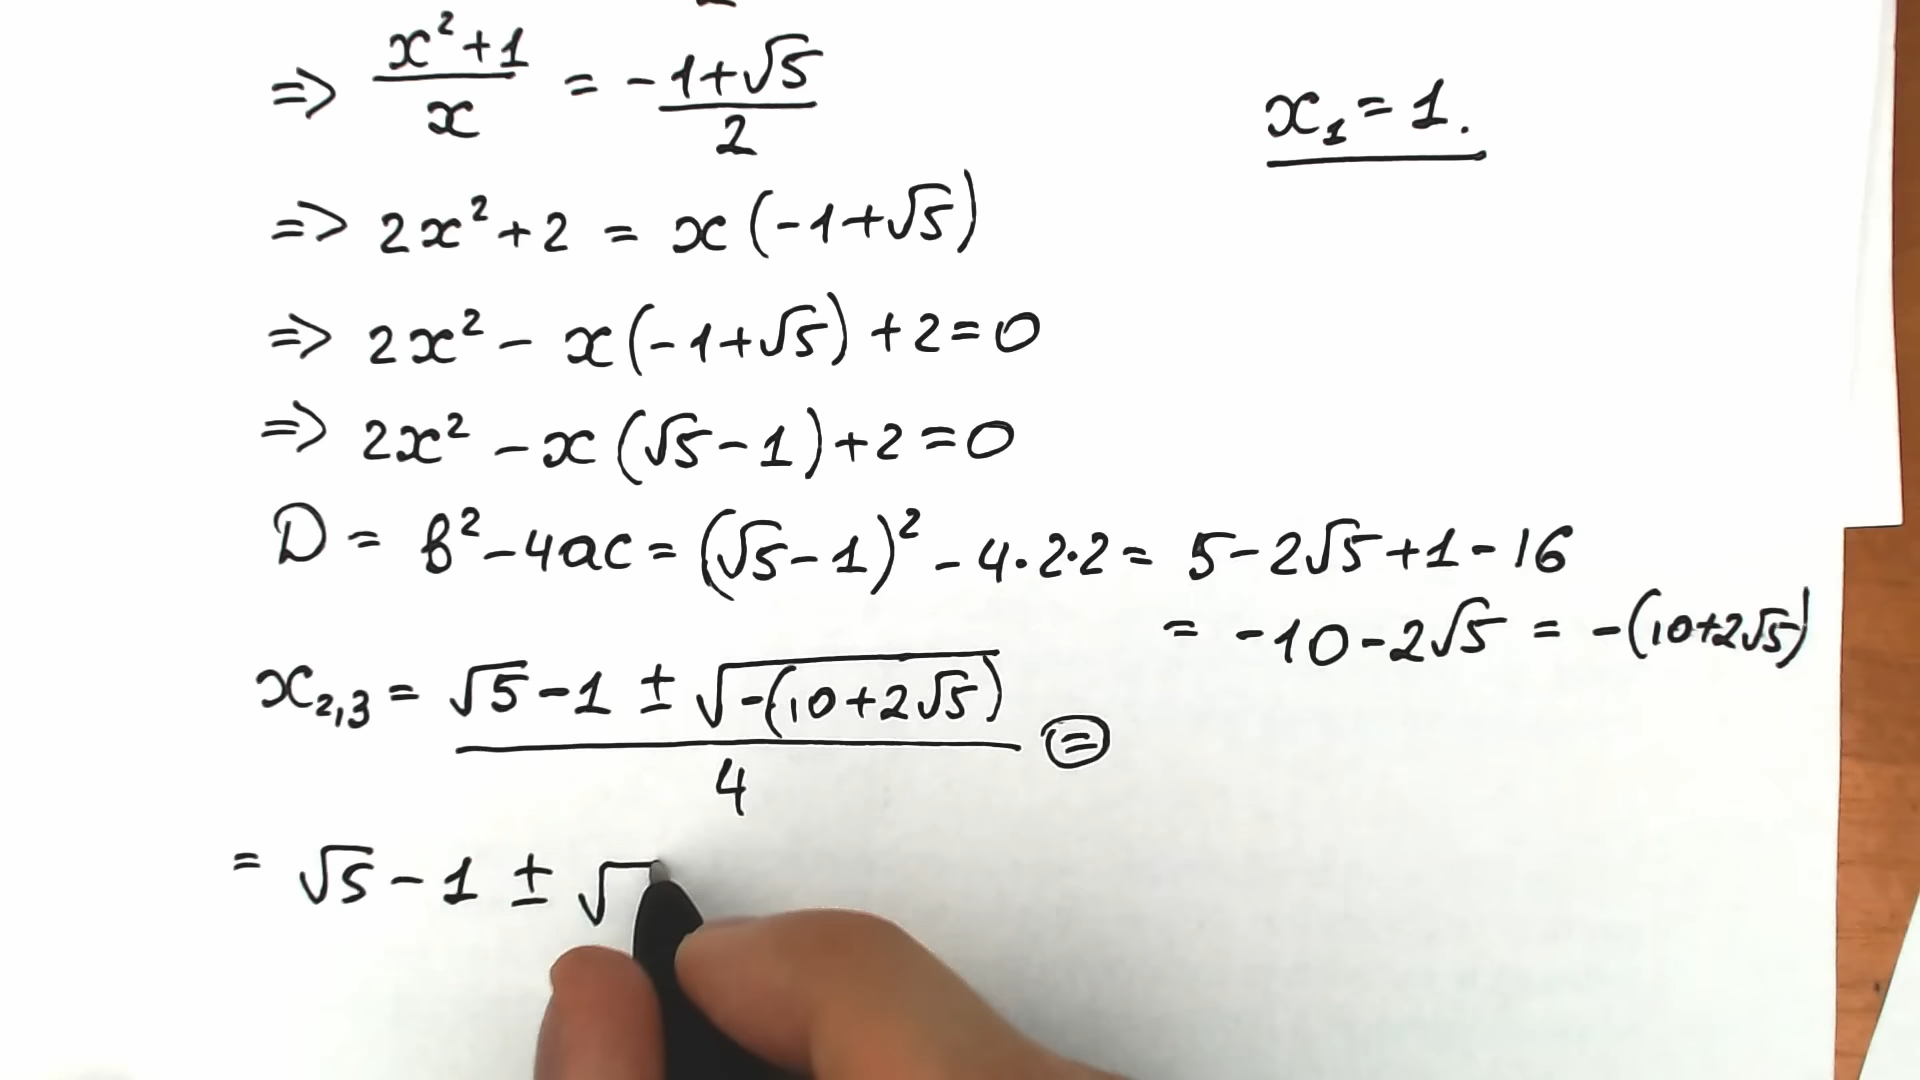 => x²+1 / x = -1+√5 / 2
x₁ = 1.
=> 2x²+2 = x(-1+√5)
=> 2x² - x(-1+√5) +2=0
=> 2x² - x(√5-1)+2=0
D = b²-4ac = (√5-1)² - 4·2·2 = 5-2√5+1-16
= -10-2√5 = -(10+2√5)
x₂,₃ = √5-1 ± √-(10+2√5) / 4 =
= √5-1 ± √